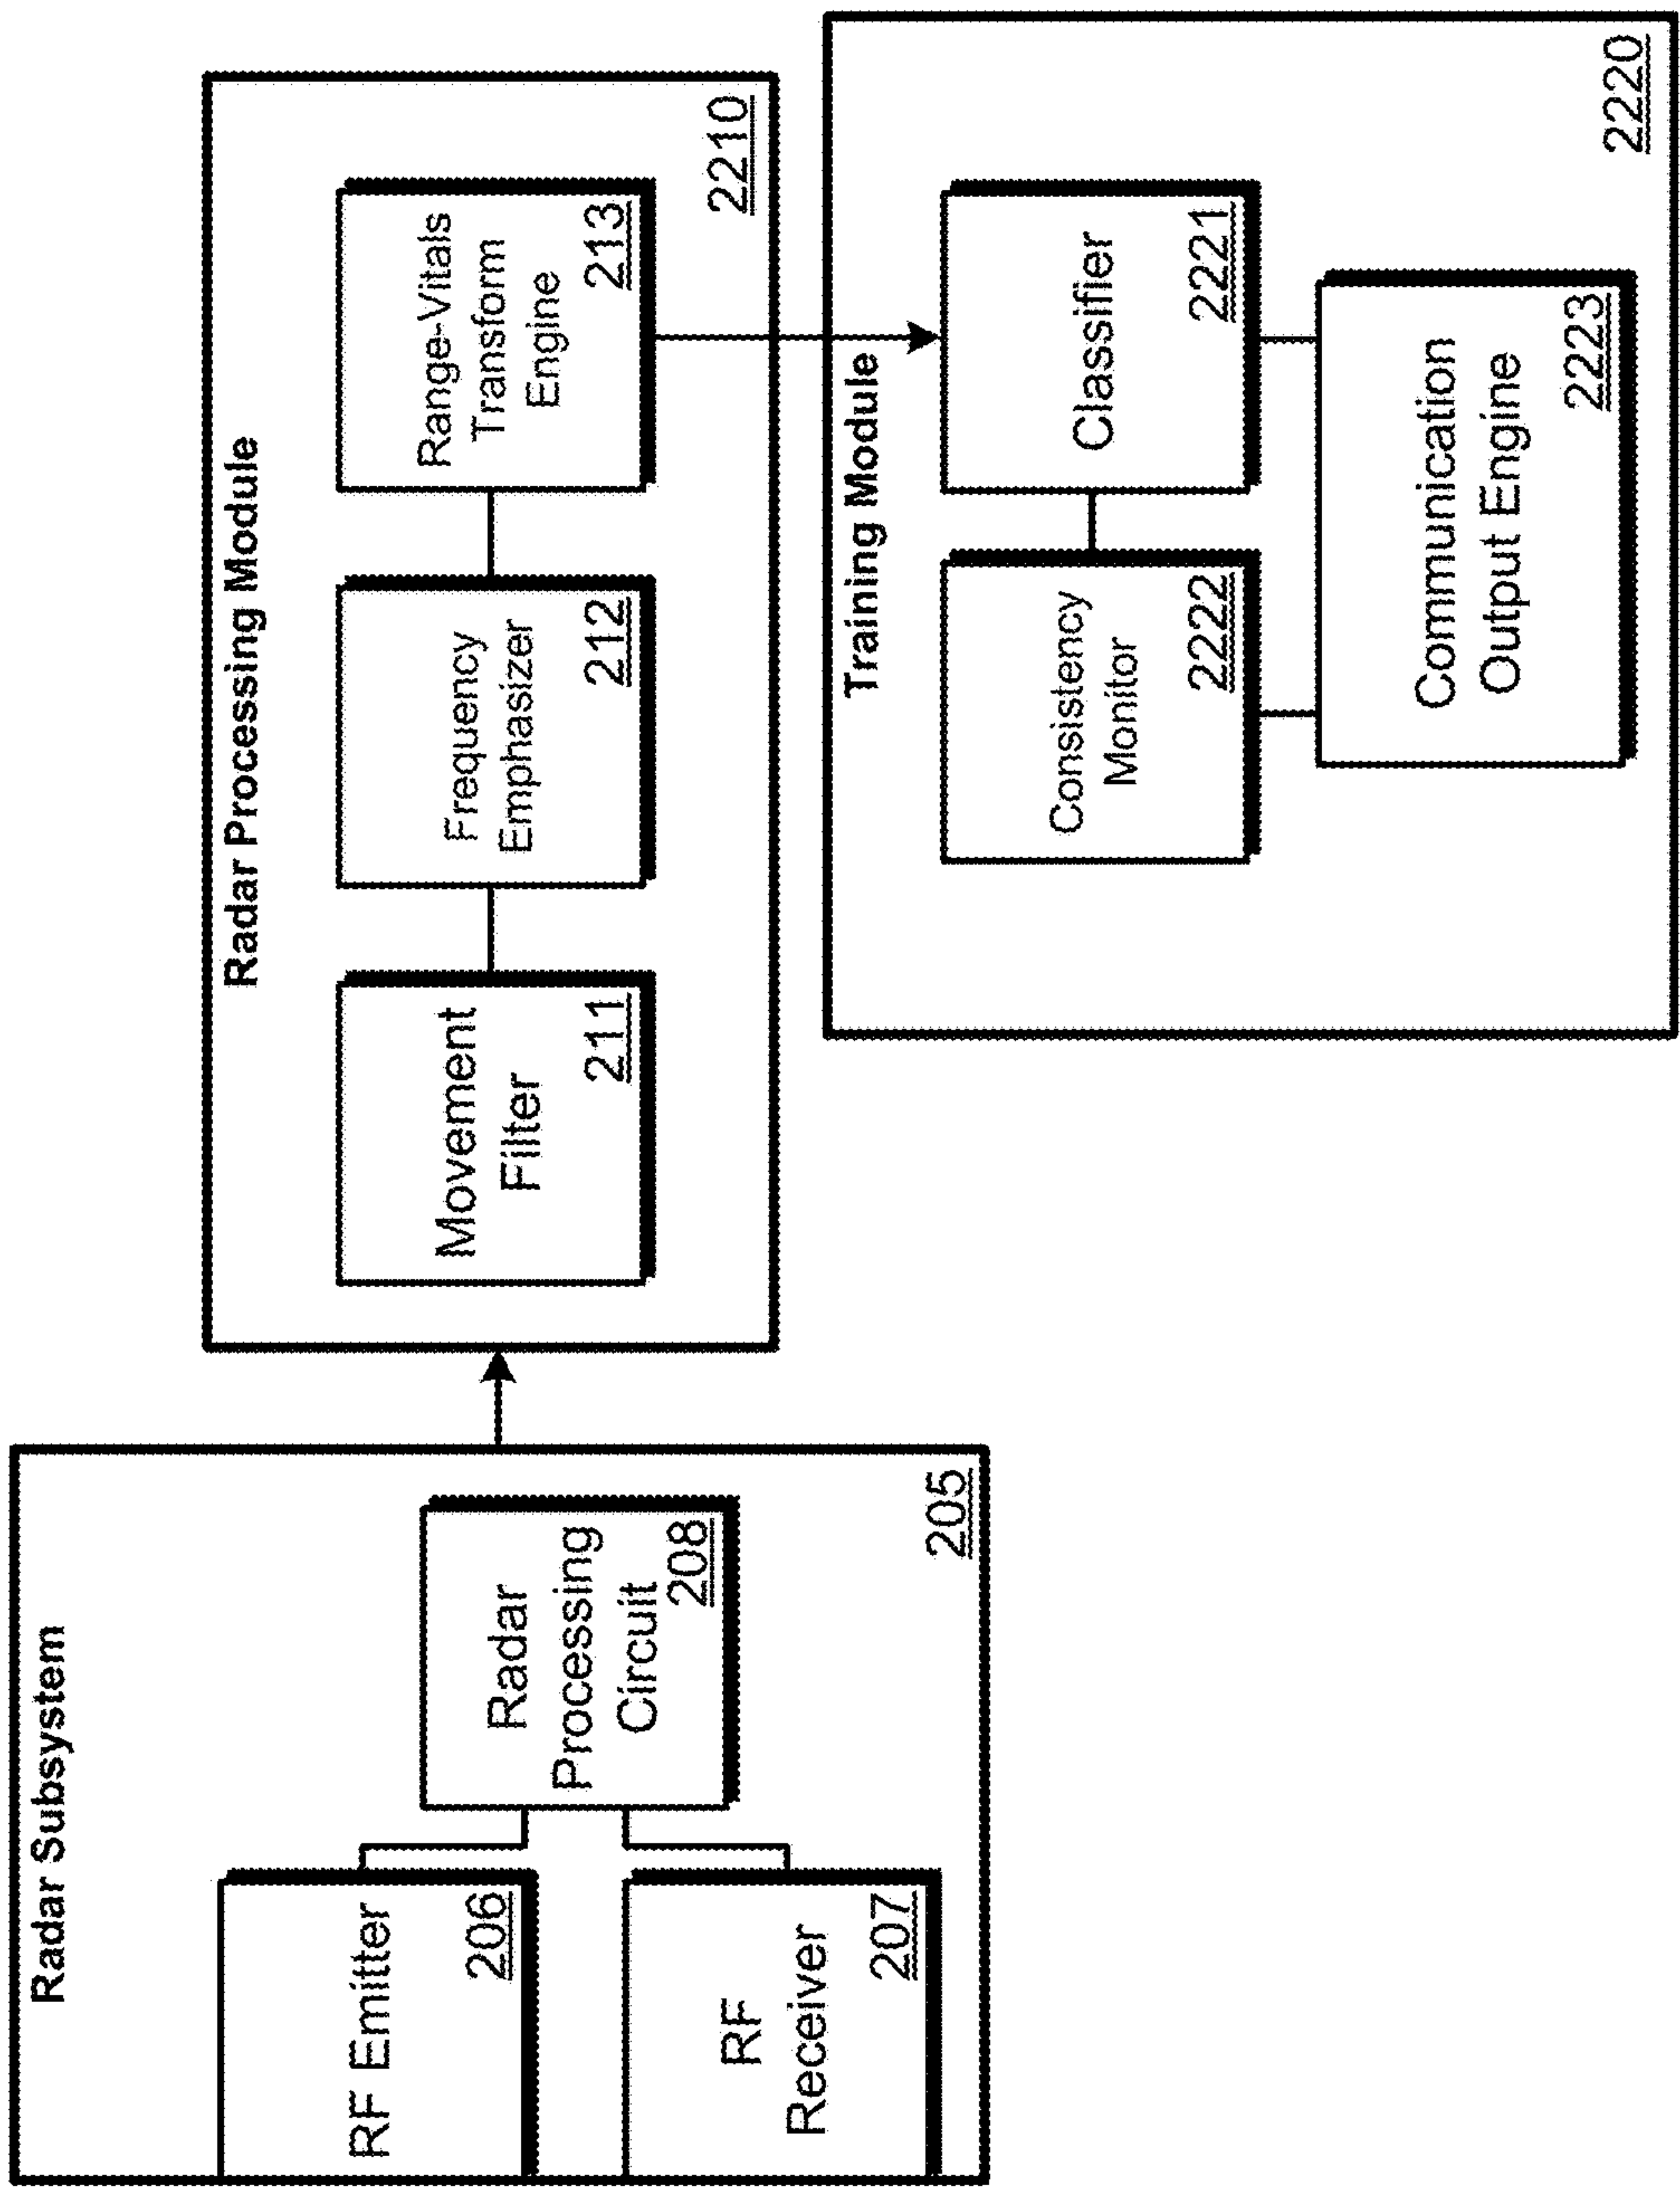 Radar Subsystem
RF Emitter
206
RF
Receiver
207
Radar
Processing
Circuit
208
205
Radar Processing Module
Movement
Filter
211
Frequency
Emphasizer
212
Range-Vitals
Transform
Engine
213
2210
Training Module
Consistency
Monitor
2222
Classifier
2221
Communication
Output Engine
2223
2220